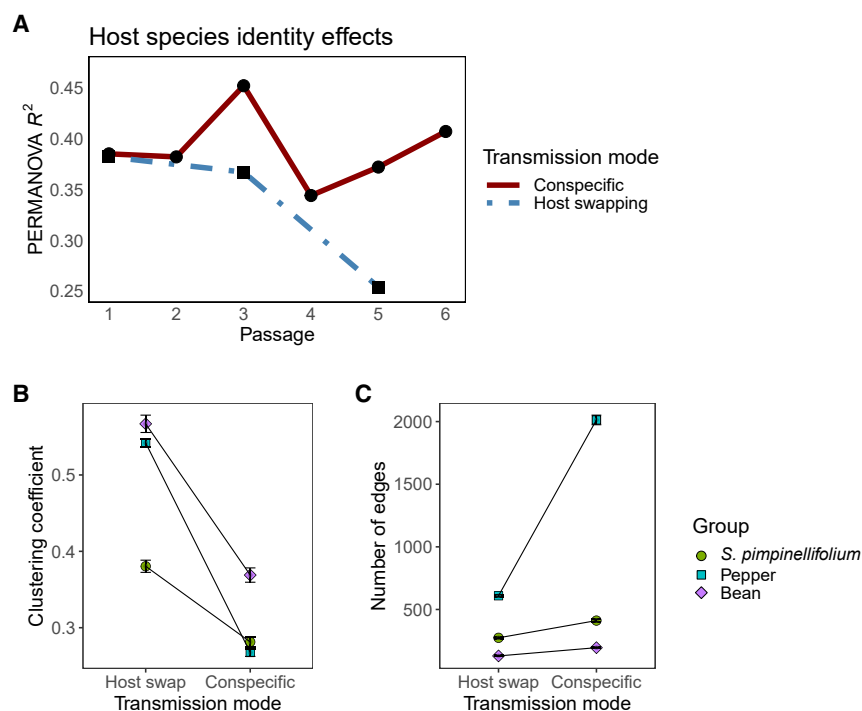 A
Host species identity effects
PERMANOVA R²
0.45
0.40
0.35
0.30
0.25
1 2 3 4 5 6
Passage
Transmission mode
Conspecific
Host swapping
B
Clustering coefficient
0.5
0.4
0.3
Host swap Conspecific
Transmission mode
C
Number of edges
2000
1500
1000
500
Host swap Conspecific
Transmission mode
Group
S. pimpinellifolium
Pepper
Bean